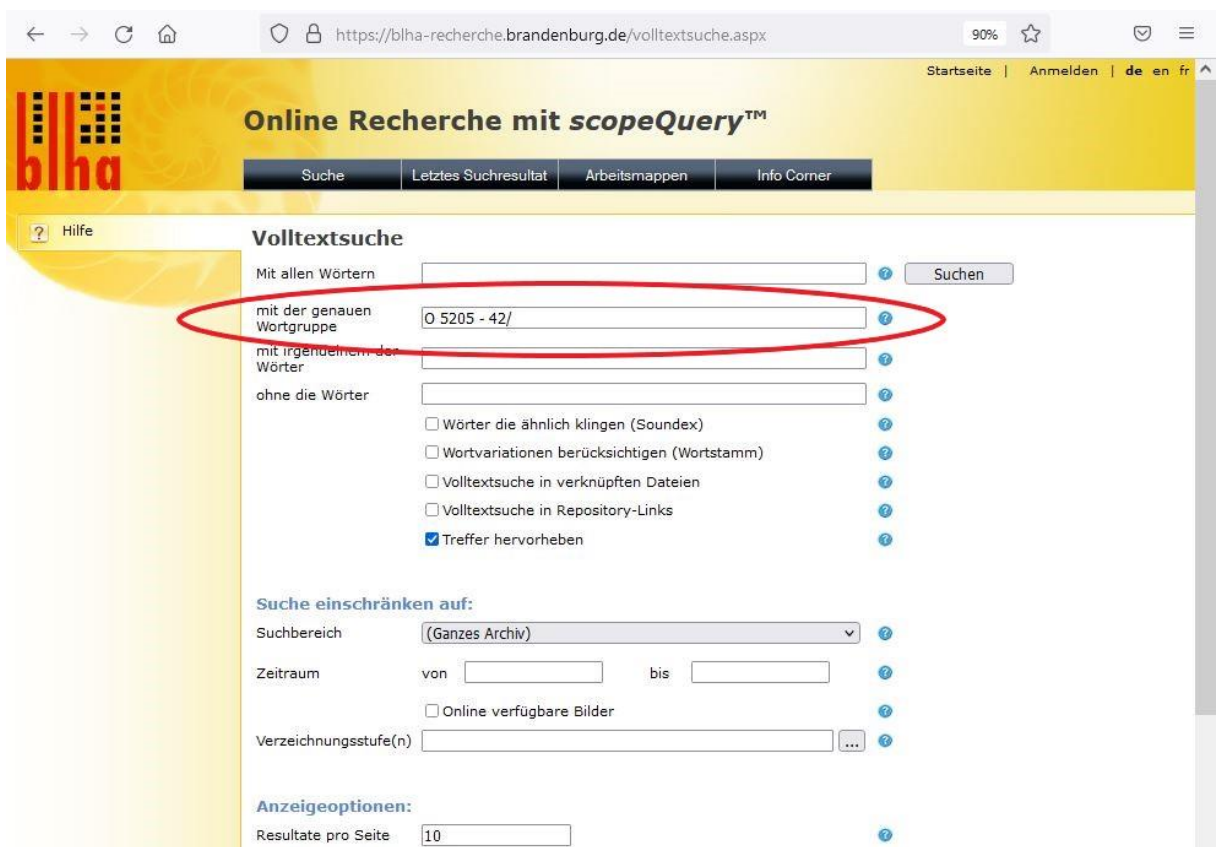 https://blha-recherche.brandenburg.de/volltextsuche.aspx 90%
Startseite | Anmelden | de en fr
blha
Online Recherche mit scopeQuery™
Suche Letztes Suchresultat Arbeitsmappen Info Corner
? Hilfe
Volltextsuche
Mit allen Wörtern ? Suchen
mit der genauen
Wortgruppe O 5205 - 42/ ?
mit irgendeinem der
Wörter ?
ohne die Wörter ?
Wörter die ähnlich klingen (Soundex) ?
Wortvariationen berücksichtigen (Wortstamm) ?
Volltextsuche in verknüpften Dateien ?
Volltextsuche in Repository-Links ?
Treffer hervorheben ?
Suche einschränken auf:
Suchbereich (Ganzes Archiv) ?
Zeitraum von bis ?
Online verfügbare Bilder ?
Verzeichnungsstufe(n) ... ?
Anzeigeoptionen:
Resultate pro Seite 10 ?